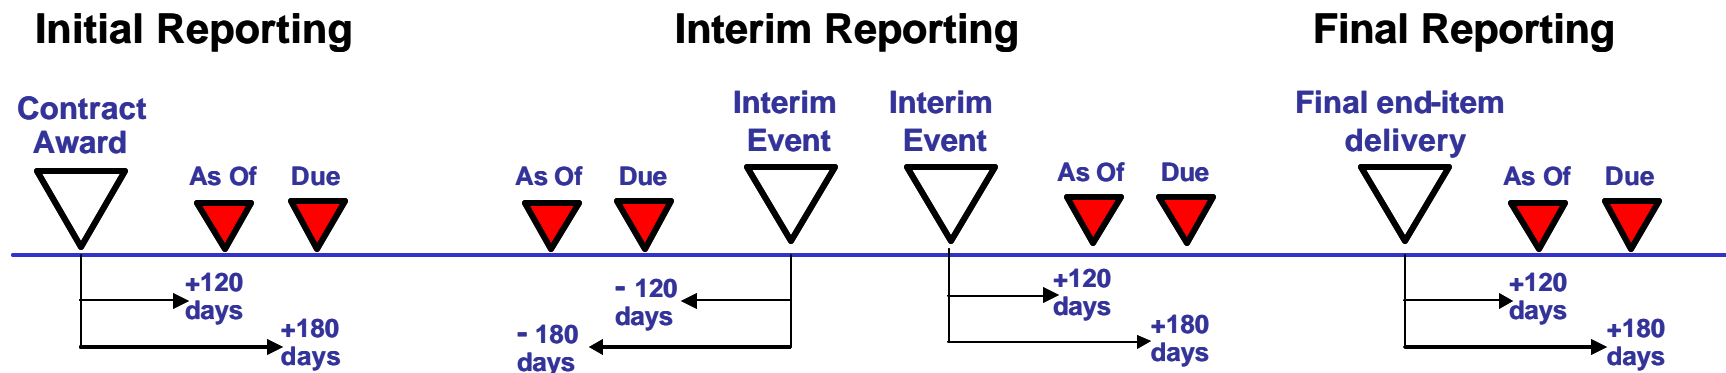 Initial Reporting
Interim Reporting
Final Reporting
Contract
Award
As Of
Due
As Of
Due
Interim
Event
Interim
Event
As Of
Due
Final end-item
delivery
As Of
Due
+120
days
+180
days
- 120
days
- 180
days
+120
days
+180
days
+120
days
+180
days